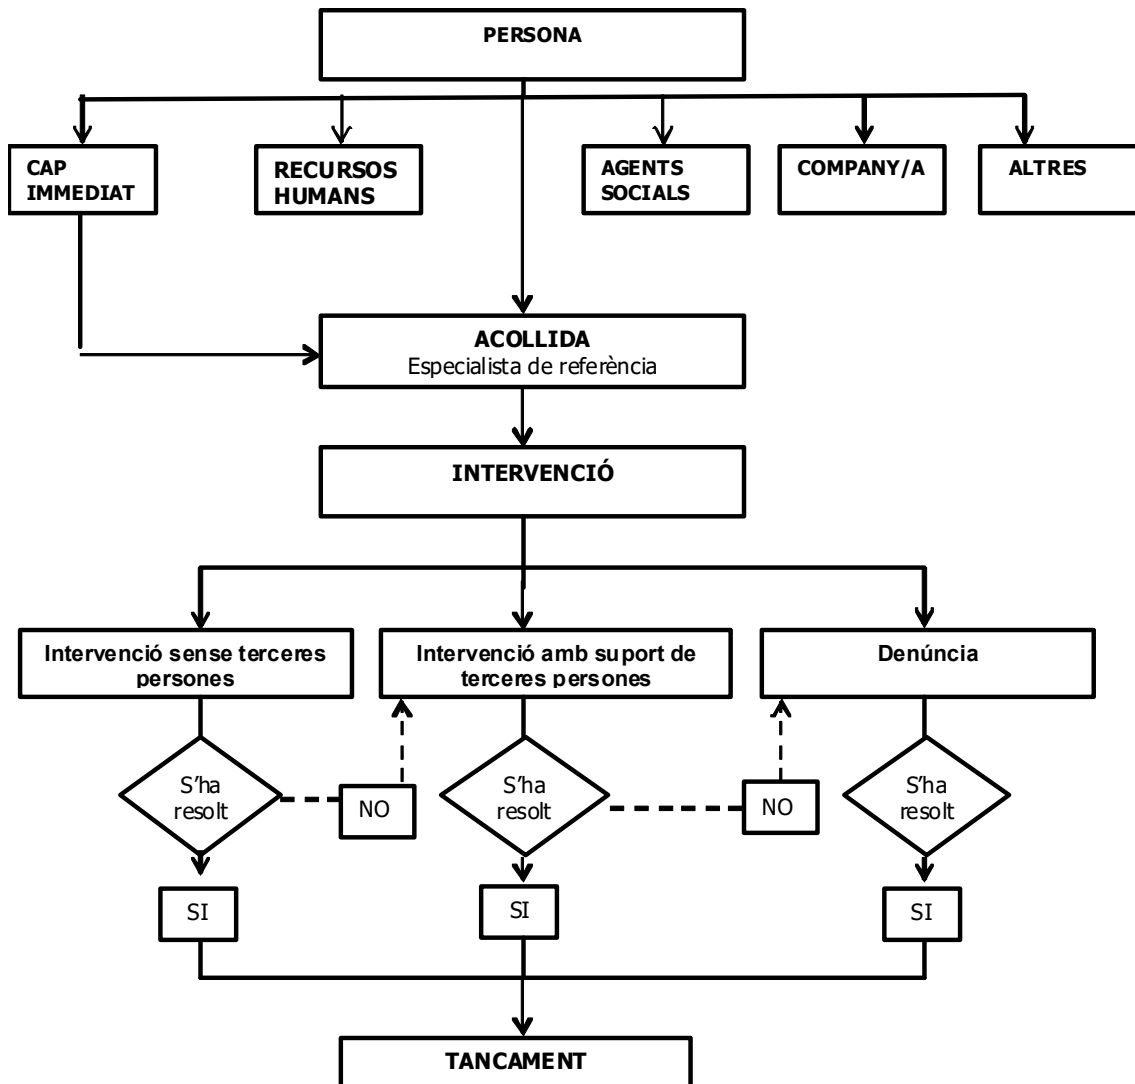 PERSONA
CAP
IMMEDIAT
RECURSOS
HUMANS
AGENTS
SOCIALS
COMPANY/A
ALTRES
ACOLLIDA
Especialista de referència
INTERVENCIÓ
Intervenció sense terceres
persones
Intervenció amb suport de
terceres persones
Denúncia
S'ha
resolt
NO
S'ha
resolt
NO
S'ha
resolt
SI
SI
SI
TANCAMENT